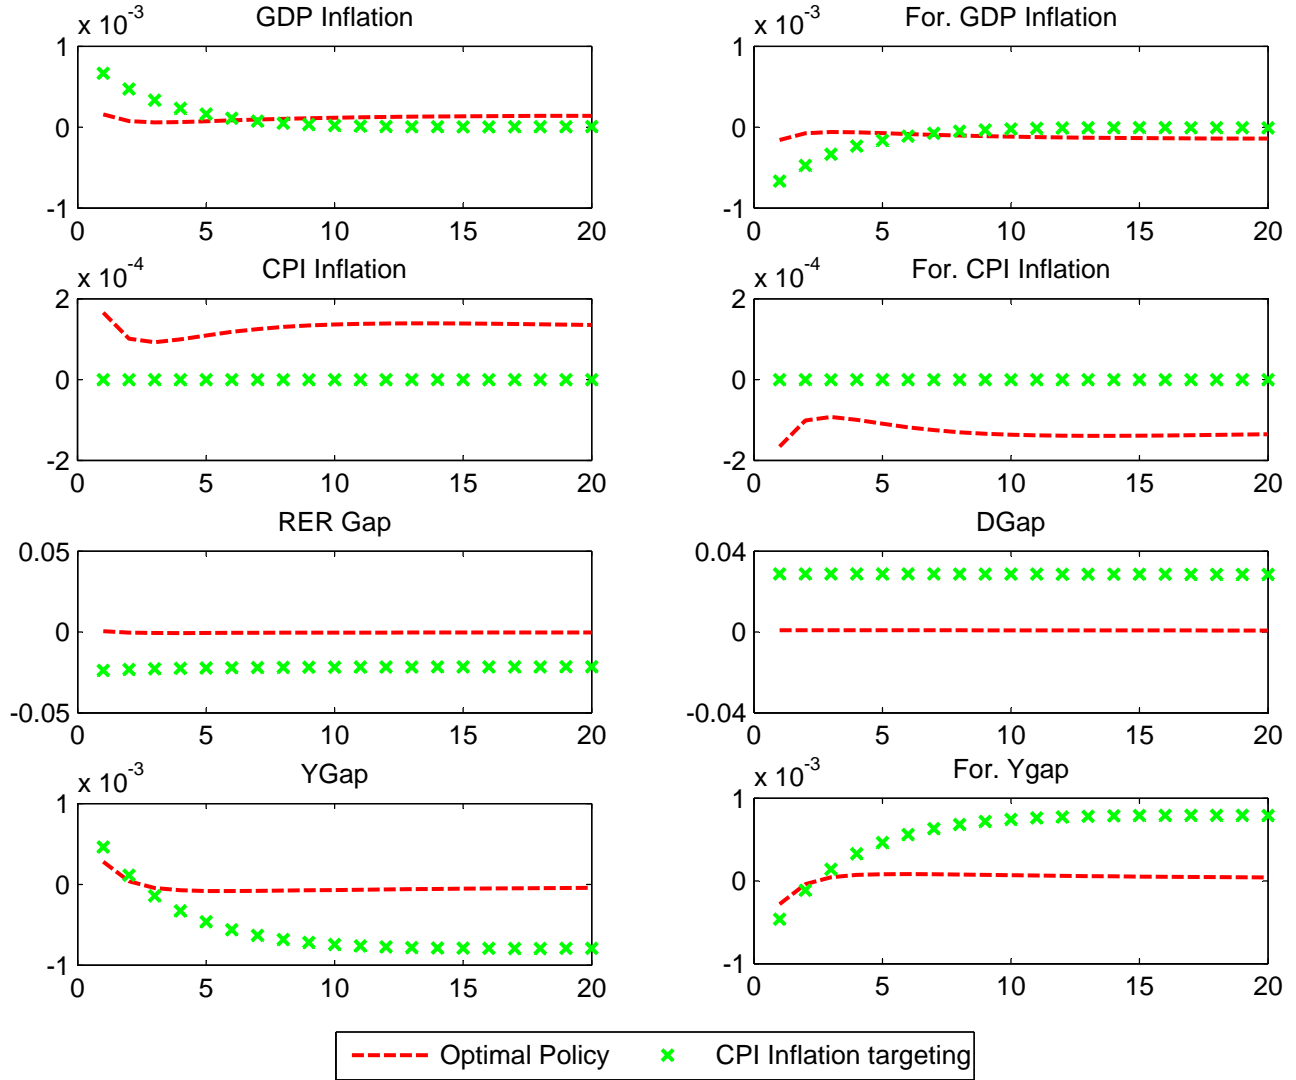 GDP Inflation
x 10^-3
1
0
-1
0 5 10 15 20
For. GDP Inflation
x 10^-3
1
0
-1
0 5 10 15 20
CPI Inflation
x 10^-4
2
0
-2
0 5 10 15 20
For. CPI Inflation
x 10^-4
2
0
-2
0 5 10 15 20
RER Gap
0.05
0
-0.05
0 5 10 15 20
DGap
0.04
0
-0.04
0 5 10 15 20
YGap
x 10^-3
1
0
-1
0 5 10 15 20
For. Ygap
x 10^-3
1
0
-1
0 5 10 15 20
Optimal Policy CPI Inflation targeting